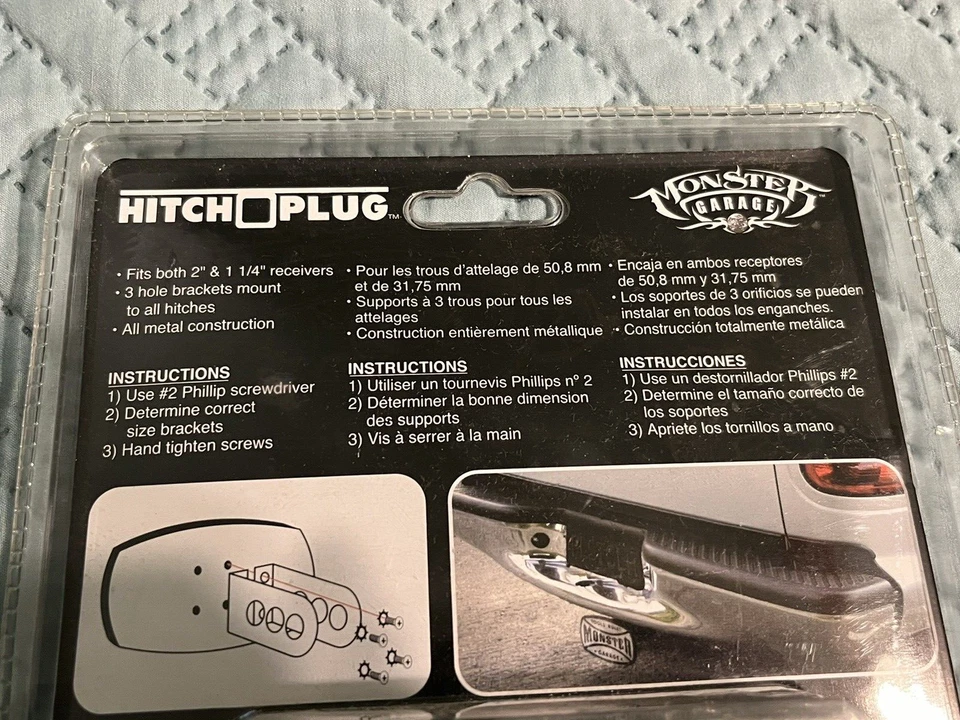 HITCH PLUG™
MONSTER
GARAGE
• Fits both 2" & 1 1/4" receivers
• 3 hole brackets mount
to all hitches
• All metal construction
INSTRUCTIONS
1) Use #2 Phillip screwdriver
2) Determine correct
size brackets
3) Hand tighten screws
• Pour les trous d'attelage de 50,8 mm
et de 31,75 mm
• Supports à 3 trous pour tous les
attelages
• Construction entièrement métallique
INSTRUCTIONS
1) Utiliser un tournevis Phillips nº 2
2) Déterminer la bonne dimension
des supports
3) Vis à serrer à la main
• Encaja en ambos receptores
de 50,8 mm y 31,75 mm
• Los soportes de 3 orificios se pueden
instalar en todos los enganches.
• Construcción totalmente metálica
INSTRUCCIONES
1) Use un destornillador Phillips #2
2) Determine el tamaño correcto de
los soportes
3) Apriete los tornillos a mano
MONSTER
GARAGE